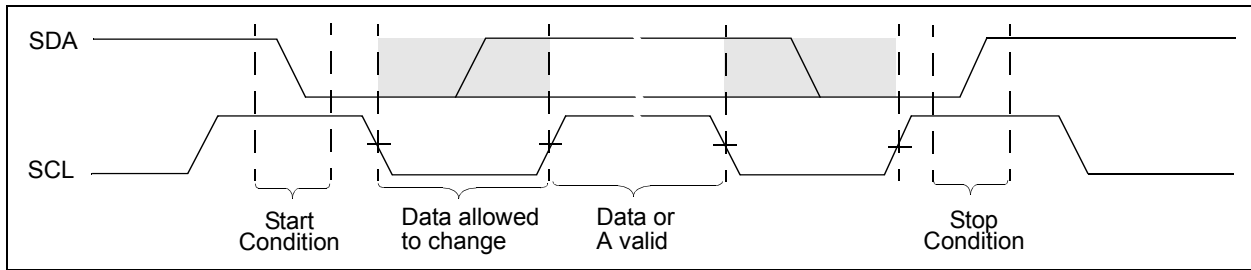 SDA
SCL
Start
Condition
Data allowed
to change
Data or
A valid
Stop
Condition